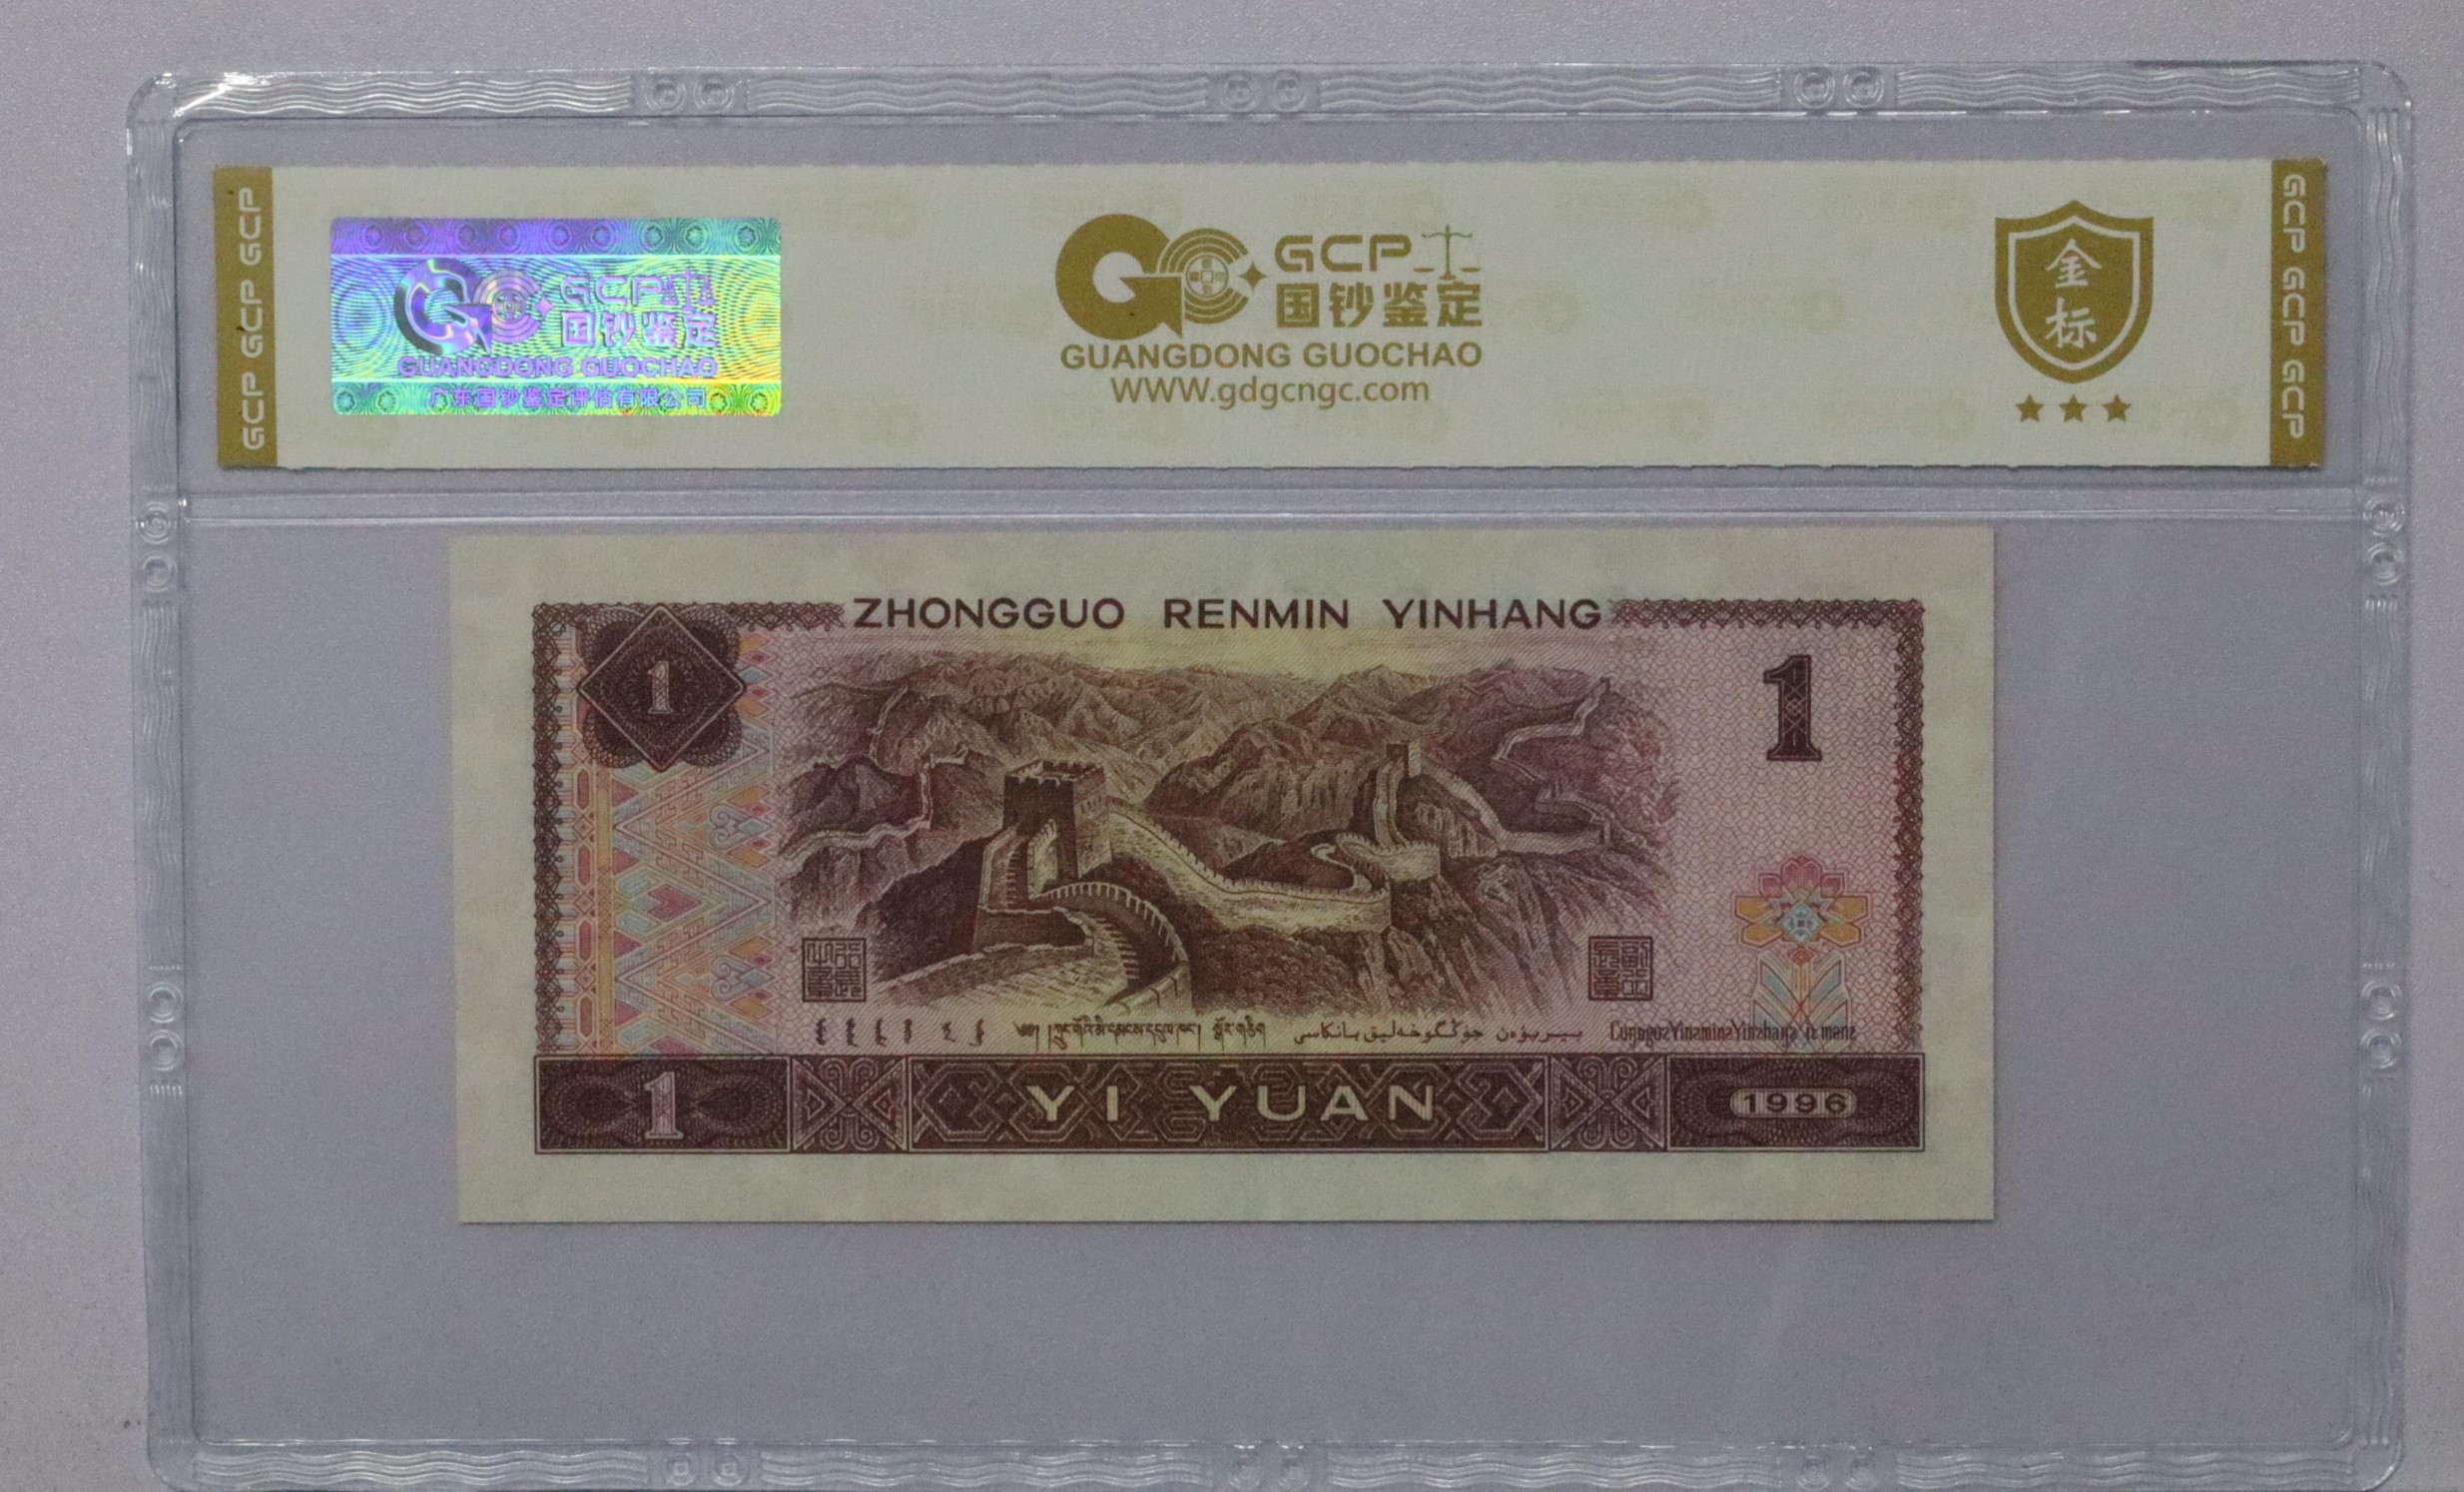 GCP GCP GCP
GCP
国钞鉴定
GUANGDONG GUOCHAO
广东国钞鉴定评估有限公司
GCP
国钞鉴定
GUANGDONG GUOCHAO
WWW.gdgcngc.com
金
标
GCP GCP GCP
ZHONGGUO RENMIN YINHANG
1
1
1
YI YUAN
1996